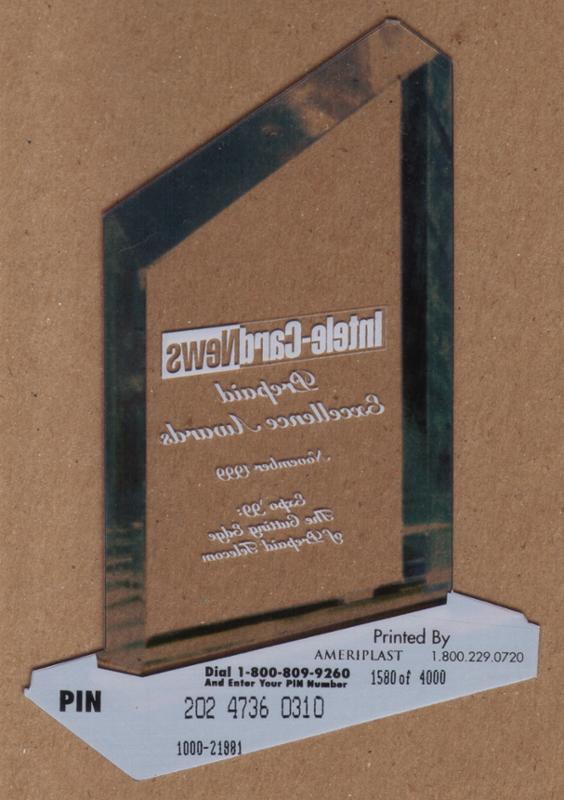 Intele-CardNews
Prepaid
Excellence Awards
November 1999
Expo '99:
The Cutting Edge
of Prepaid Telecom
Printed By
AMERIPLAST 1.800.229.0720
Dial 1-800-809-9260
And Enter Your PIN Number
1580 of 4000
PIN
202 4736 0310
1000-21981